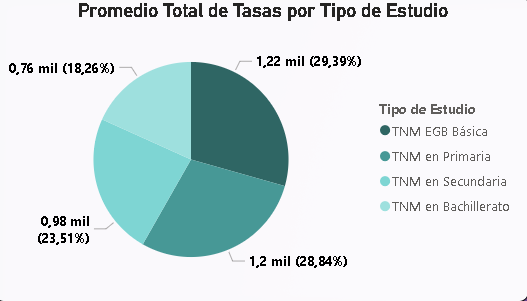 Promedio Total de Tasas por Tipo de Estudio
1,22 mil (29,39%)
0,76 mil (18,26%)
0,98 mil
(23,51%)
1,2 mil (28,84%)
Tipo de Estudio
TNM EGB Básica
TNM en Primaria
TNM en Secundaria
TNM en Bachillerato